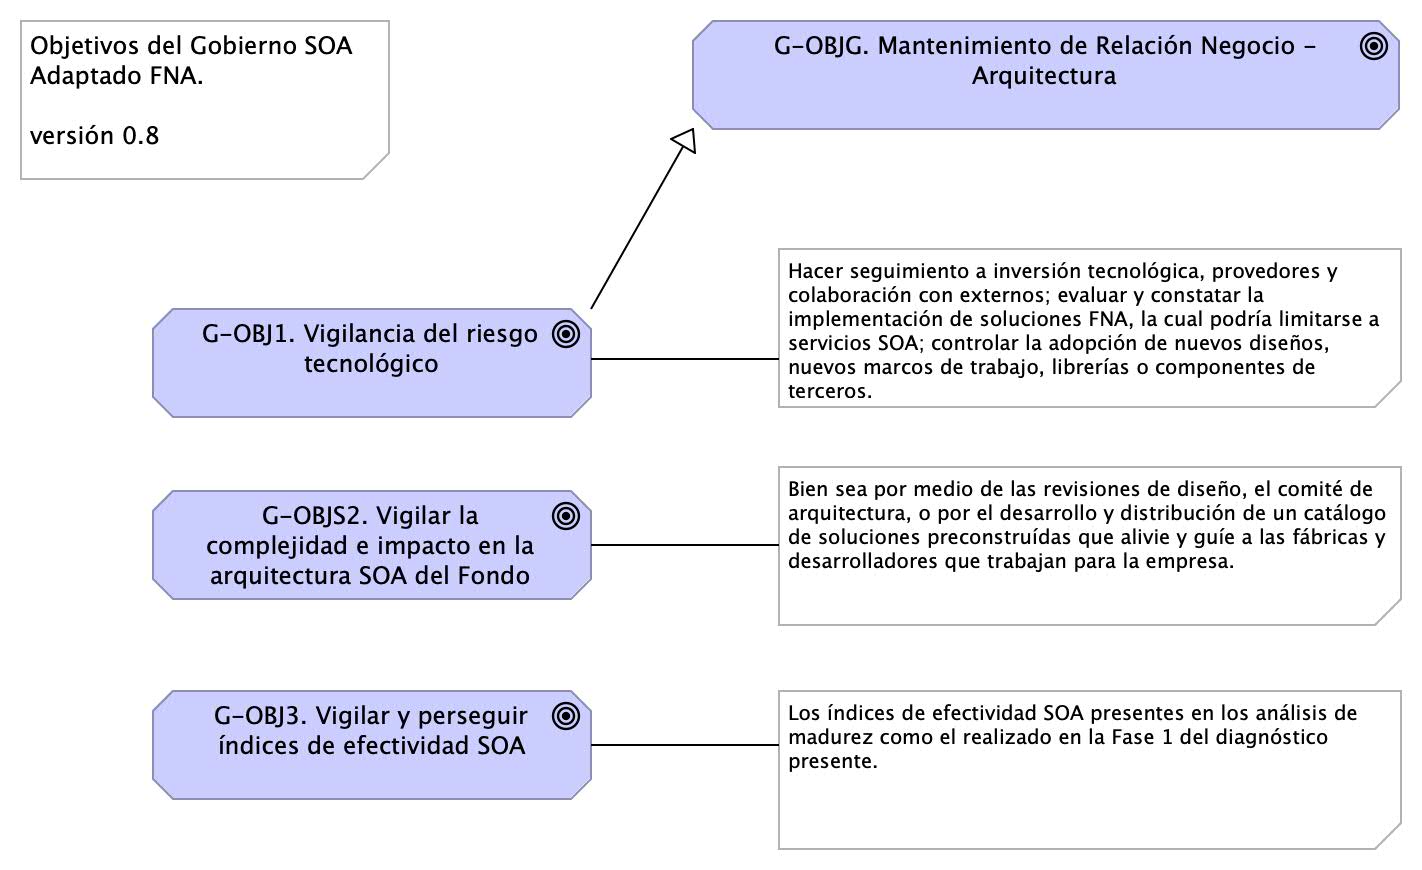 Objetivos del Gobierno SOA
Adaptado FNA.
versión 0.8
G-OBJG. Mantenimiento de Relación Negocio -
Arquitectura
G-OBJ1. Vigilancia del riesgo
tecnológico
Hacer seguimiento a inversión tecnológica, provedores y
colaboración con externos; evaluar y constatar la
implementación de soluciones FNA, la cual podría limitarse a
servicios SOA; controlar la adopción de nuevos diseños,
nuevos marcos de trabajo, librerías o componentes de
terceros.
G-OBJS2. Vigilar la
complejidad e impacto en la
arquitectura SOA del Fondo
Bien sea por medio de las revisiones de diseño, el comité de
arquitectura, o por el desarrollo y distribución de un catálogo
de soluciones preconstruídas que alivie y guíe a las fábricas y
desarrolladores que trabajan para la empresa.
G-OBJ3. Vigilar y perseguir
índices de efectividad SOA
Los índices de efectividad SOA presentes en los análisis de
madurez como el realizado en la Fase 1 del diagnóstico
presente.